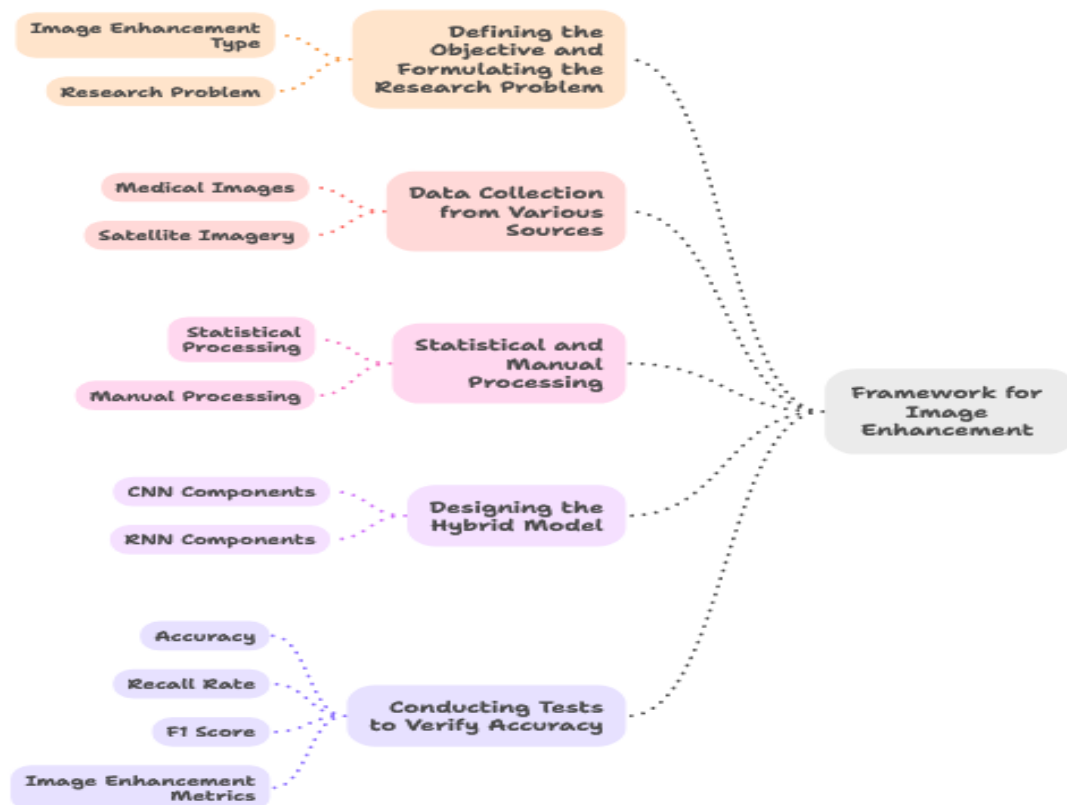 Image Enhancement
Type
Research Problem
Defining the
Objective and
Formulating the
Research Problem
Medical Images
Satellite Imagery
Data Collection
from Various
Sources
Statistical
Processing
Manual Processing
Statistical and
Manual
Processing
Framework for
Image
Enhancement
CNN Components
RNN Components
Designing the
Hybrid Model
Accuracy
Recall Rate
F1 Score
Image Enhancement
Metrics
Conducting Tests
to Verify Accuracy